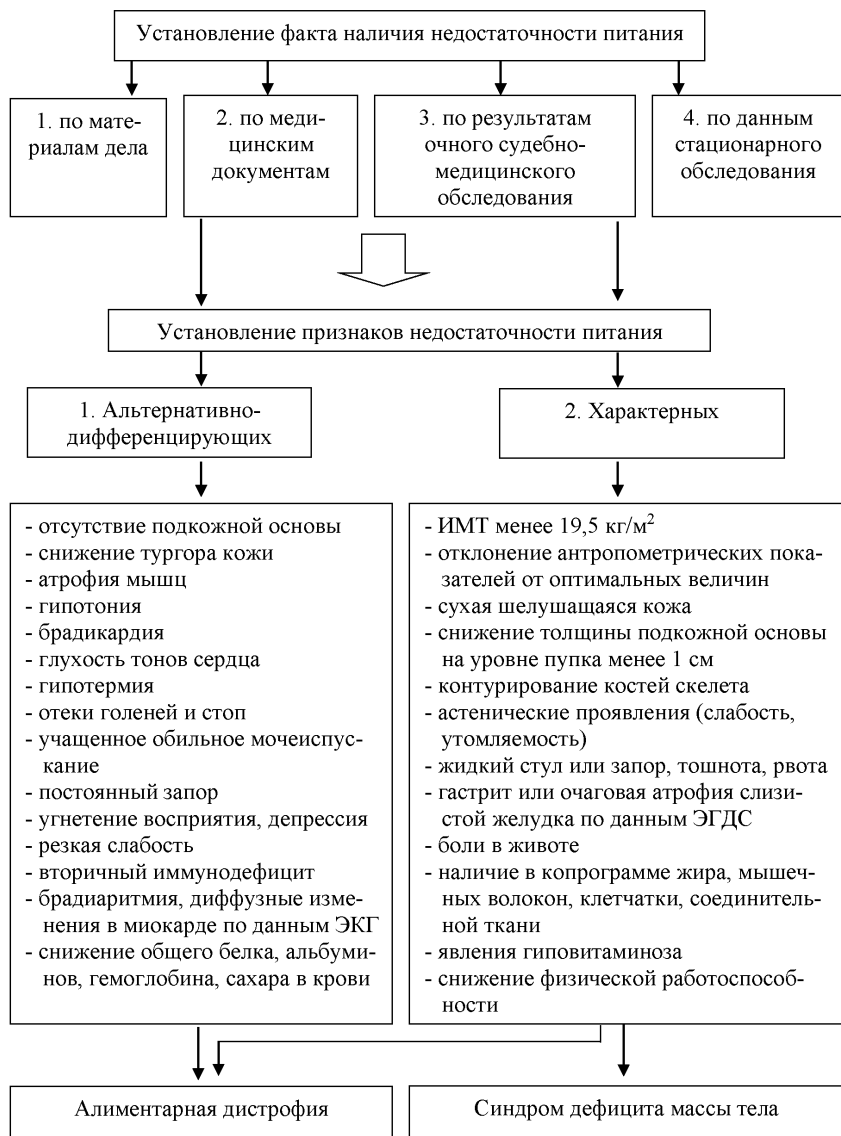 Установление факта наличия недостаточности питания
1. по мате-
риалам дела
2. по меди-
цинским
документам
3. по результатам
очного судебно-
медицинского
обследования
4. по данным
стационарного
обследования
Установление признаков недостаточности питания
1. Альтернативно-
дифференцирующих
2. Характерных
- отсутствие подкожной основы
- снижение тургора кожи
- атрофия мышц
- гипотония
- брадикардия
- глухость тонов сердца
- гипотермия
- отеки голеней и стоп
- учащенное обильное мочеиспус-
кание
- постоянный запор
- угнетение восприятия, депрессия
- резкая слабость
- вторичный иммунодефицит
- брадиаритмия, диффузные изме-
нения в миокарде по данным ЭКГ
- снижение общего белка, альбуми-
нов, гемоглобина, сахара в крови
- ИМТ менее 19,5 кг/м²
- отклонение антропометрических пока-
зателей от оптимальных величин
- сухая шелушащаяся кожа
- снижение толщины подкожной основы
на уровне пупка менее 1 см
- контурирование костей скелета
- астенические проявления (слабость,
утомляемость)
- жидкий стул или запор, тошнота, рвота
- гастрит или очаговая атрофия слизи-
стой желудка по данным ЭГДС
- боли в животе
- наличие в копрограмме жира, мышеч-
ных волокон, клетчатки, соединитель-
ной ткани
- явления гиповитаминоза
- снижение физической работоспособ-
ности
Алиментарная дистрофия
Синдром дефицита массы тела